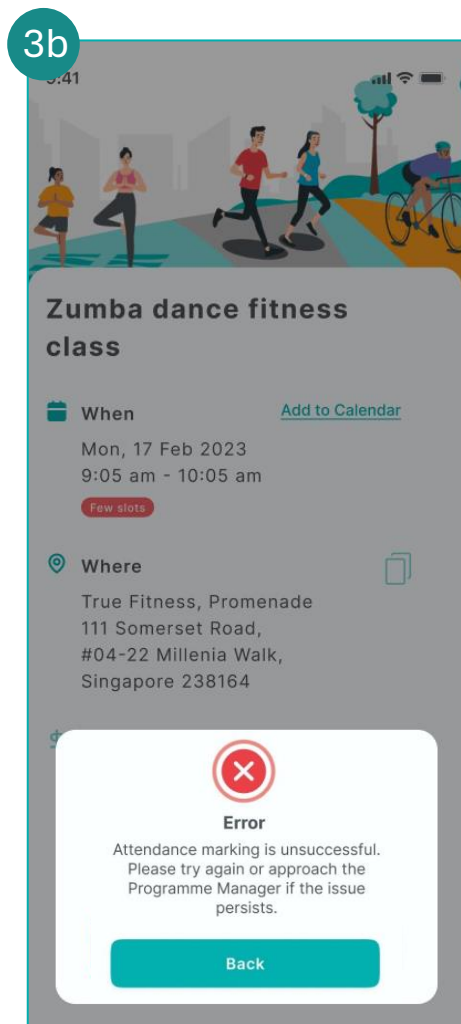 3b
9:41
Zumba dance fitness
class
When
Add to Calendar
Mon, 17 Feb 2023
9:05 am - 10:05 am
Few slots
Where
True Fitness, Promenade
111 Somerset Road,
#04-22 Millenia Walk,
Singapore 238164
Error
Attendance marking is unsuccessful.
Please try again or approach the
Programme Manager if the issue
persists.
Back